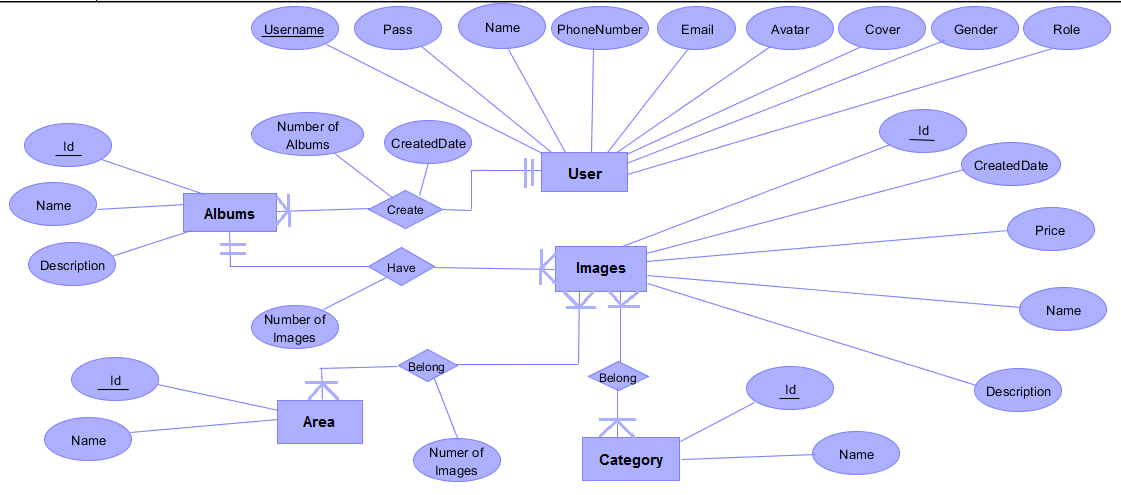 Username
Pass
Name
PhoneNumber
Email
Avatar
Cover
Gender
Role
Number of
Albums
CreatedDate
Id
Id
CreatedDate
User
Name
Albums
Create
Price
Description
Have
Images
Name
Number of
Images
Id
Belong
Belong
Id
Description
Area
Name
Numer of
Images
Category
Name